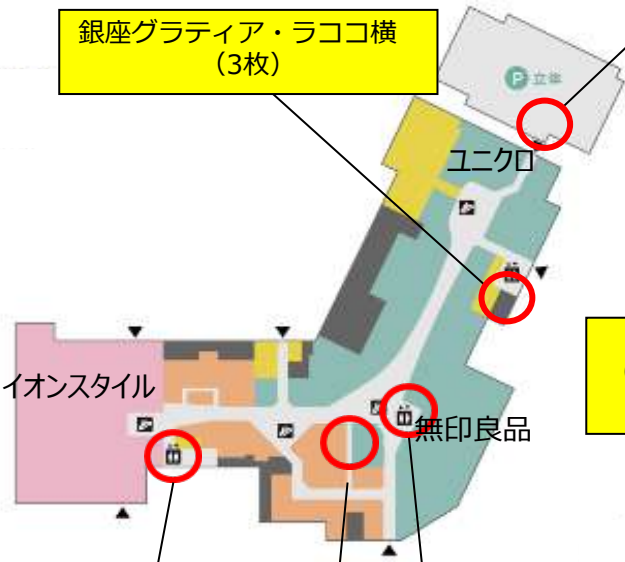 銀座グラティア・ラココ横
（3枚）
P 立体
ユニクロ
イオンスタイル
無印良品